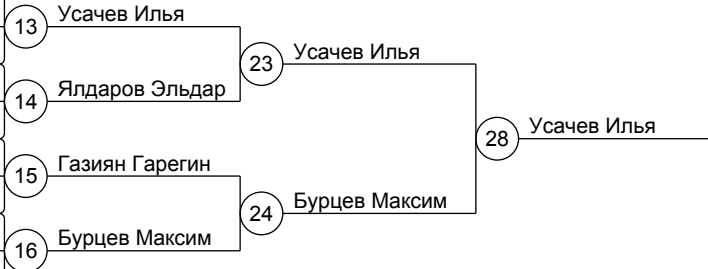 13 Усачев Илья
23 Усачев Илья
14 Ялдаров Эльдар
28 Усачев Илья
15 Газиян Гарегин
24 Бурцев Максим
16 Бурцев Максим